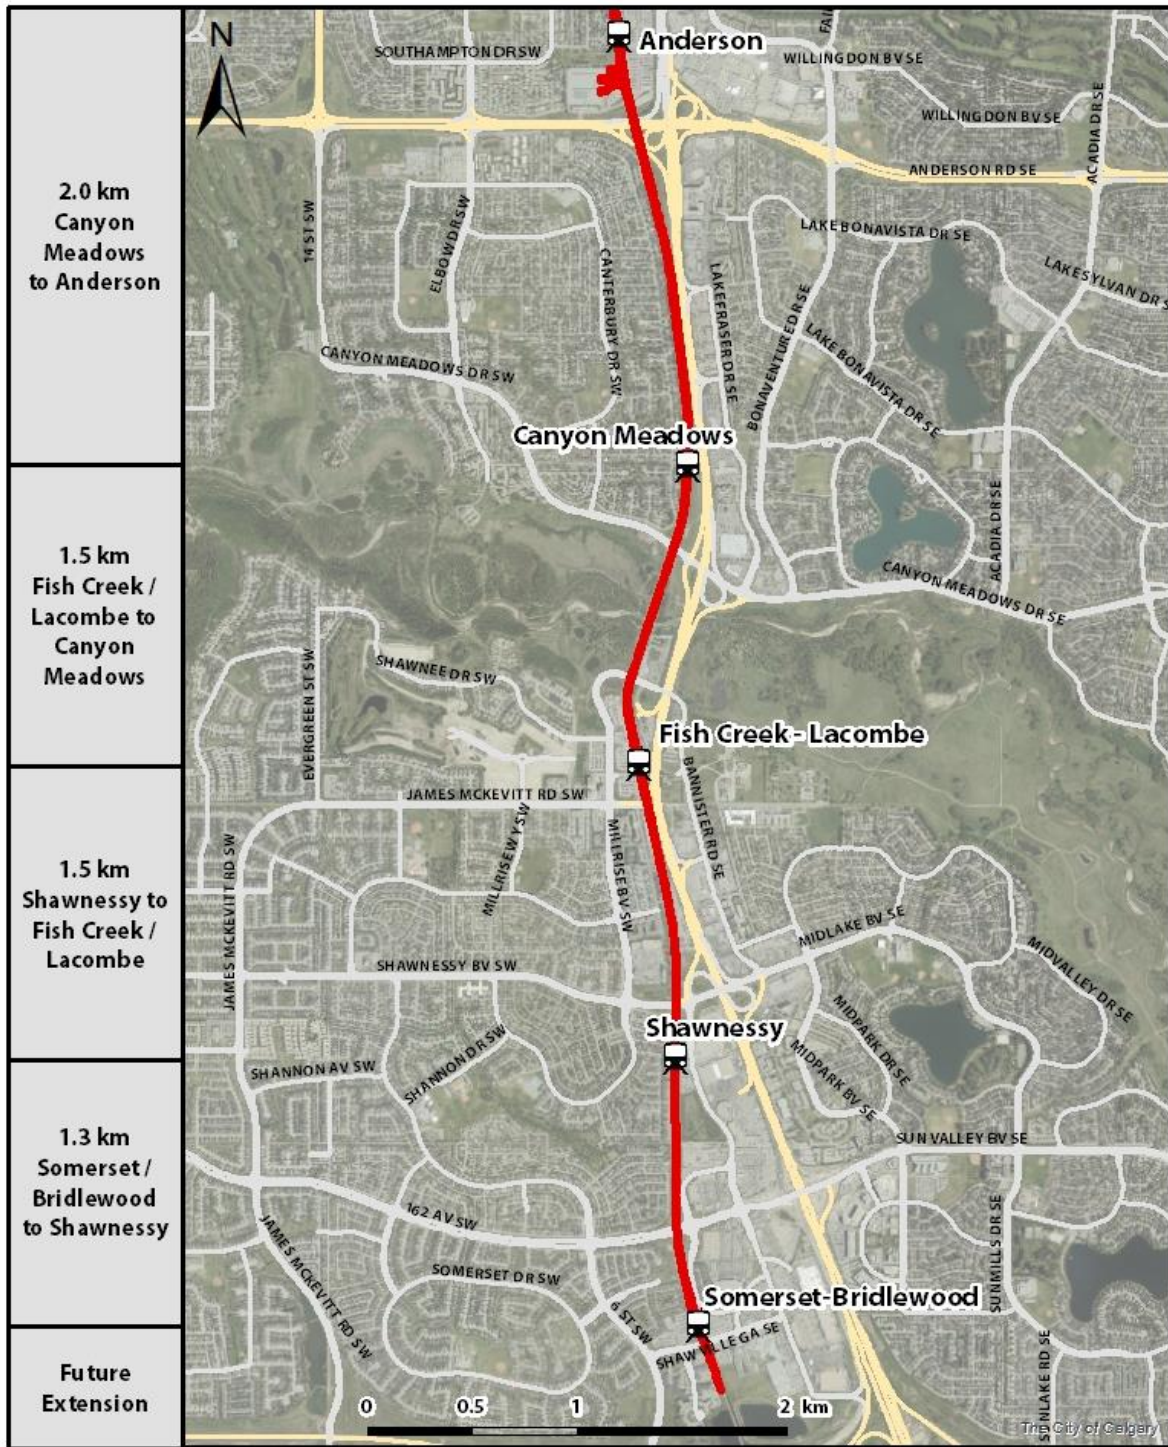 N
2.0 km
Canyon
Meadows
to Anderson
1.5 km
Fish Creek /
Lacombe to
Canyon
Meadows
1.5 km
Shawnessy to
Fish Creek /
Lacombe
1.3 km
Somerset /
Bridlewood
to Shawnessy
Future
Extension
Anderson
SOUTHAMPTON DR SW
FAI
WILLINGDON BV SE
WILLINGDON BV SE
ACADIA DR SE
ANDERSON RD SE
14 ST SW
ELBOW DR SW
CANTERBURY DR SW
LAKEFRASER DR SE
BONAVENTURE DR SE
LAKE BONAVISTA DR SE
LAKE SYLVAN DR S
LAKE BONAVISTA DR SE
CANYON MEADOWS DR SW
Canyon Meadows
ACADIA DR SE
CANYON MEADOWS DR SE
SHAWNEE DR SW
EVERGREEN ST SW
Fish Creek - Lacombe
BANNISTER RD SE
JAMES MCKEVITT RD SW
MILLRISE WY SW
MILLRISE BV SW
JAMES MCKEVITT RD SW
MIDLAKE BV SE
MIDVALLEY DR SE
SHAWNESSY BV SW
Shawnessy
MIDPARK DR SE
MIDPARK BV SE
SHANNON AV SW
SHANNON DR SW
SUN VALLEY BV SE
162 AV SW
JAMES MCKEVITT RD SW
SOMERSET DR SW
6 ST SW
Somerset-Bridlewood
SUNMILLS DR SE
SHAWVILLE GA SE
SUNLAKE RD SE
0 0.5 1 2 km
The City of Calgary